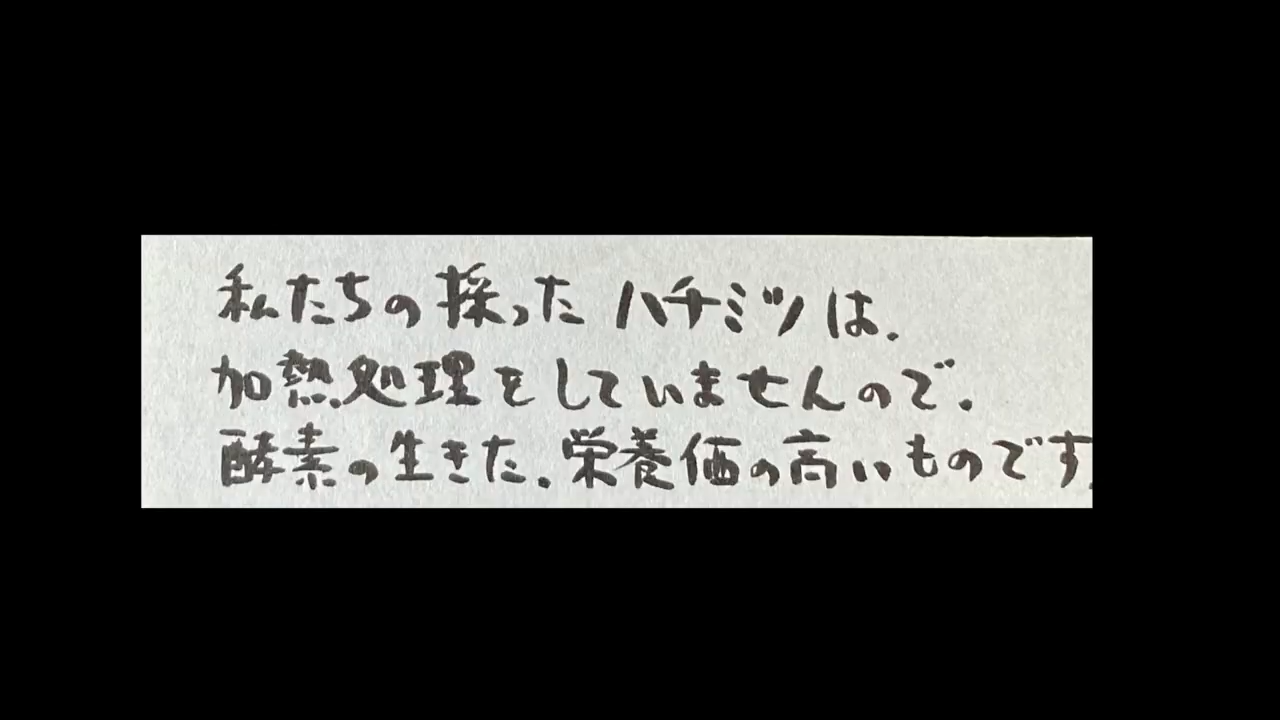 私たちの採ったハチミツは、
加熱処理をしていませんので、
酵素の生きた、栄養価の高いものです。